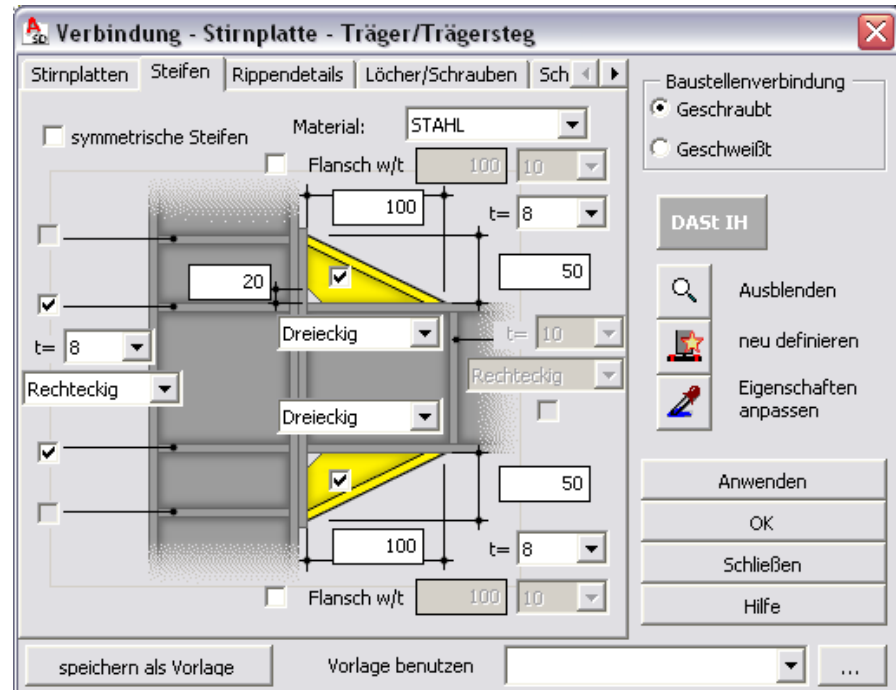 Verbindung - Stirnplatte - Träger/Trägersteg
Stirnplatten Steifen Rippendetails Löcher/Schrauben Sch
symmetrische Steifen
Material: STAHL
Flansch w/t 100 10
100
t= 8
20
50
t= 8
Rechteckig
Dreieckig
t= 10
Rechteckig
Dreieckig
50
100
t= 8
Flansch w/t 100 10
Baustellenverbindung
Geschraubt
Geschweißt
DASt IH
Ausblenden
neu definieren
Eigenschaften
anpassen
Anwenden
OK
Schließen
Hilfe
speichern als Vorlage
Vorlage benutzen
...